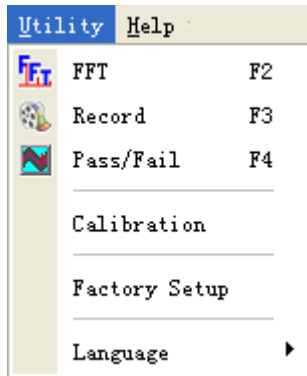 Utility Help
FFT F2
Record F3
Pass/Fail F4
Calibration
Factory Setup
Language